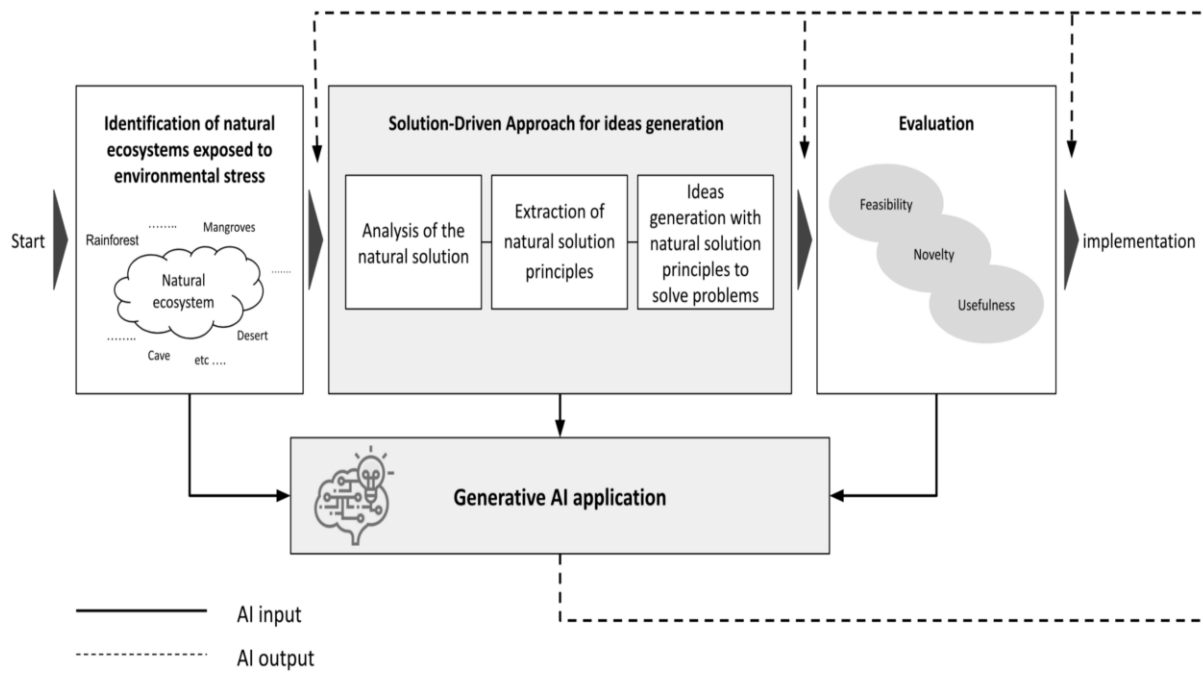 Start
Identification of natural
ecosystems exposed to
environmental stress
Rainforest
........
Mangroves
.......
Natural
ecosystem
........
Desert
Cave
etc ....
Solution-Driven Approach for ideas generation
Analysis of the
natural solution
Extraction of
natural solution
principles
Ideas
generation with
natural solution
principles to
solve problems
Evaluation
Feasibility
Novelty
Usefulness
implementation
Generative AI application
AI input
AI output